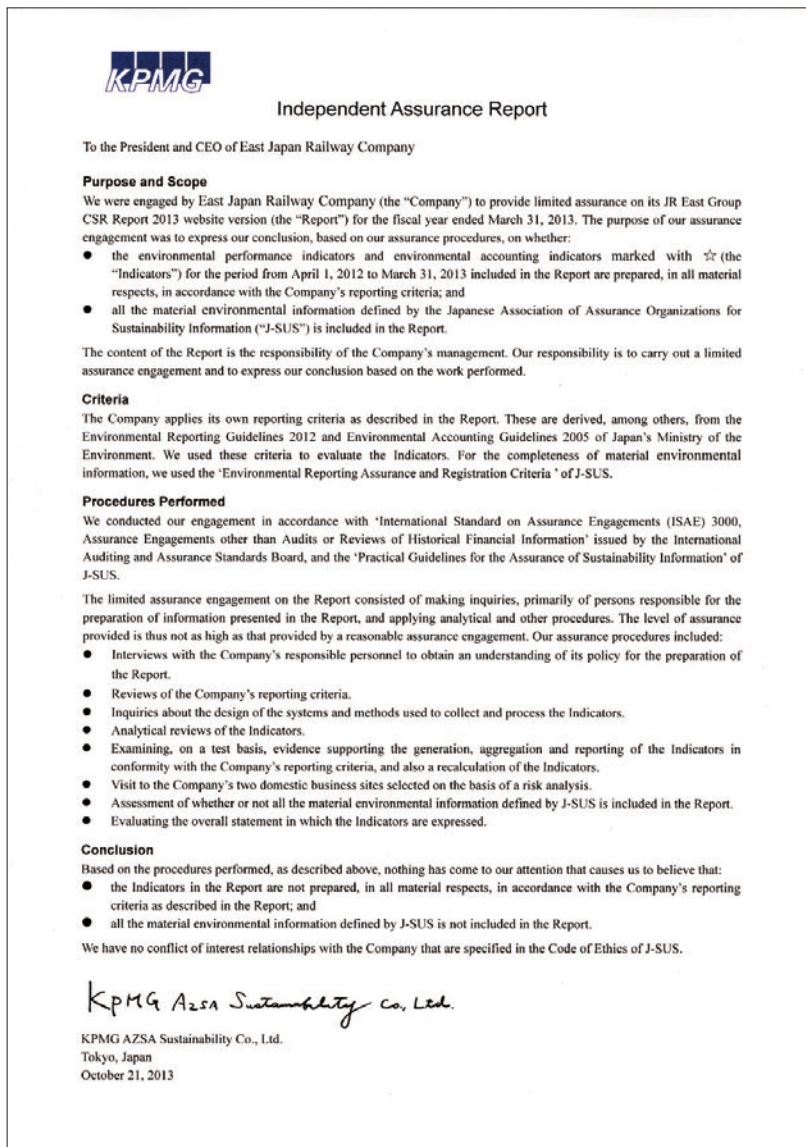 KPMG
Independent Assurance Report
To the President and CEO of East Japan Railway Company
Purpose and Scope
We were engaged by East Japan Railway Company (the “Company”) to provide limited assurance on its JR East Group
CSR Report 2013 website version (the “Report”) for the fiscal year ended March 31, 2013. The purpose of our assurance
engagement was to express our conclusion, based on our assurance procedures, on whether:
● the environmental performance indicators and environmental accounting indicators marked with ☆ (the
“Indicators”) for the period from April 1, 2012 to March 31, 2013 included in the Report are prepared, in all material
respects, in accordance with the Company’s reporting criteria; and
● all the material environmental information defined by the Japanese Association of Assurance Organizations for
Sustainability Information (“J-SUS”) is included in the Report.
The content of the Report is the responsibility of the Company’s management. Our responsibility is to carry out a limited
assurance engagement and to express our conclusion based on the work performed.
Criteria
The Company applies its own reporting criteria as described in the Report. These are derived, among others, from the
Environmental Reporting Guidelines 2012 and Environmental Accounting Guidelines 2005 of Japan’s Ministry of the
Environment. We used these criteria to evaluate the Indicators. For the completeness of material environmental
information, we used the ‘Environmental Reporting Assurance and Registration Criteria ’ of J-SUS.
Procedures Performed
We conducted our engagement in accordance with ‘International Standard on Assurance Engagements (ISAE) 3000,
Assurance Engagements other than Audits or Reviews of Historical Financial Information’ issued by the International
Auditing and Assurance Standards Board, and the ‘Practical Guidelines for the Assurance of Sustainability Information’ of
J-SUS.
The limited assurance engagement on the Report consisted of making inquiries, primarily of persons responsible for the
preparation of information presented in the Report, and applying analytical and other procedures. The level of assurance
provided is thus not as high as that provided by a reasonable assurance engagement. Our assurance procedures included:
● Interviews with the Company’s responsible personnel to obtain an understanding of its policy for the preparation of
the Report.
● Reviews of the Company’s reporting criteria.
● Inquiries about the design of the systems and methods used to collect and process the Indicators.
● Analytical reviews of the Indicators.
● Examining, on a test basis, evidence supporting the generation, aggregation and reporting of the Indicators in
conformity with the Company’s reporting criteria, and also a recalculation of the Indicators.
● Visit to the Company’s two domestic business sites selected on the basis of a risk analysis.
● Assessment of whether or not all the material environmental information defined by J-SUS is included in the Report.
● Evaluating the overall statement in which the Indicators are expressed.
Conclusion
Based on the procedures performed, as described above, nothing has come to our attention that causes us to believe that:
● the Indicators in the Report are not prepared, in all material respects, in accordance with the Company’s reporting
criteria as described in the Report; and
● all the material environmental information defined by J-SUS is not included in the Report.
We have no conflict of interest relationships with the Company that are specified in the Code of Ethics of J-SUS.
KPMG AZSA Sustainability Co., Ltd.
KPMG AZSA Sustainability Co., Ltd.
Tokyo, Japan
October 21, 2013